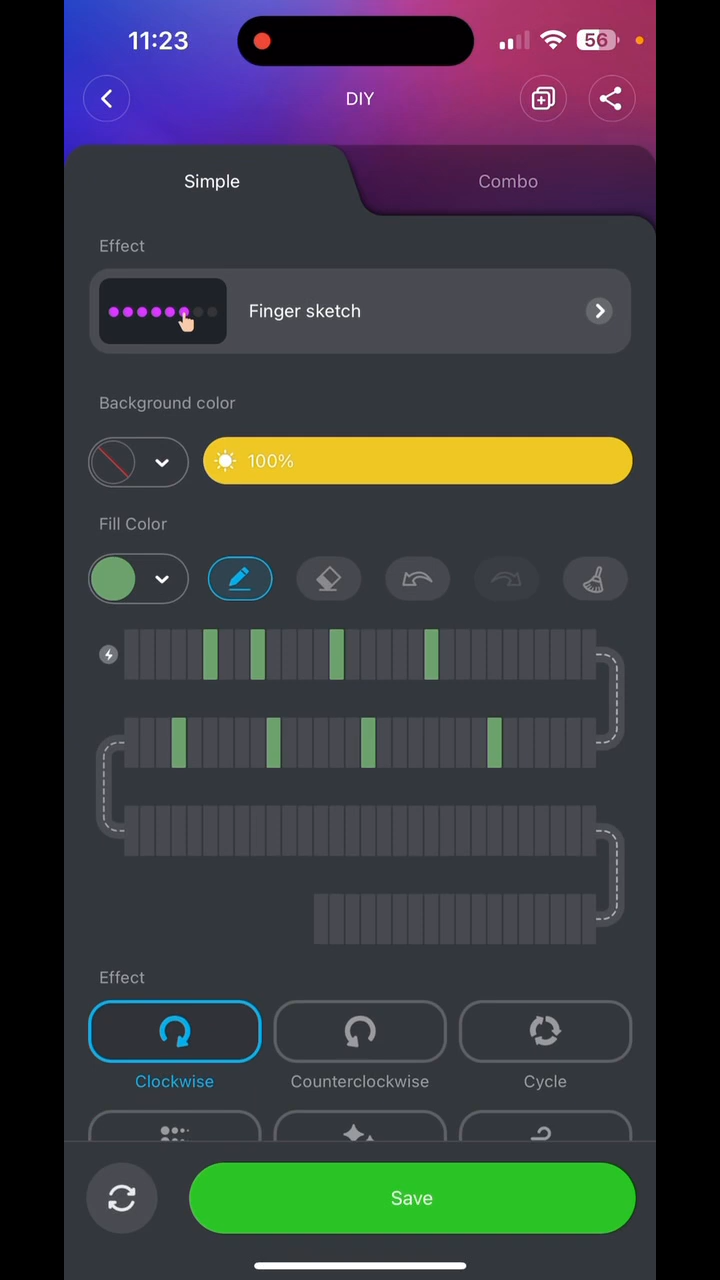 11:23
56
DIY
Simple
Combo
Effect
Finger sketch
Background color
100%
Fill Color
Effect
Clockwise
Counterclockwise
Cycle
Save